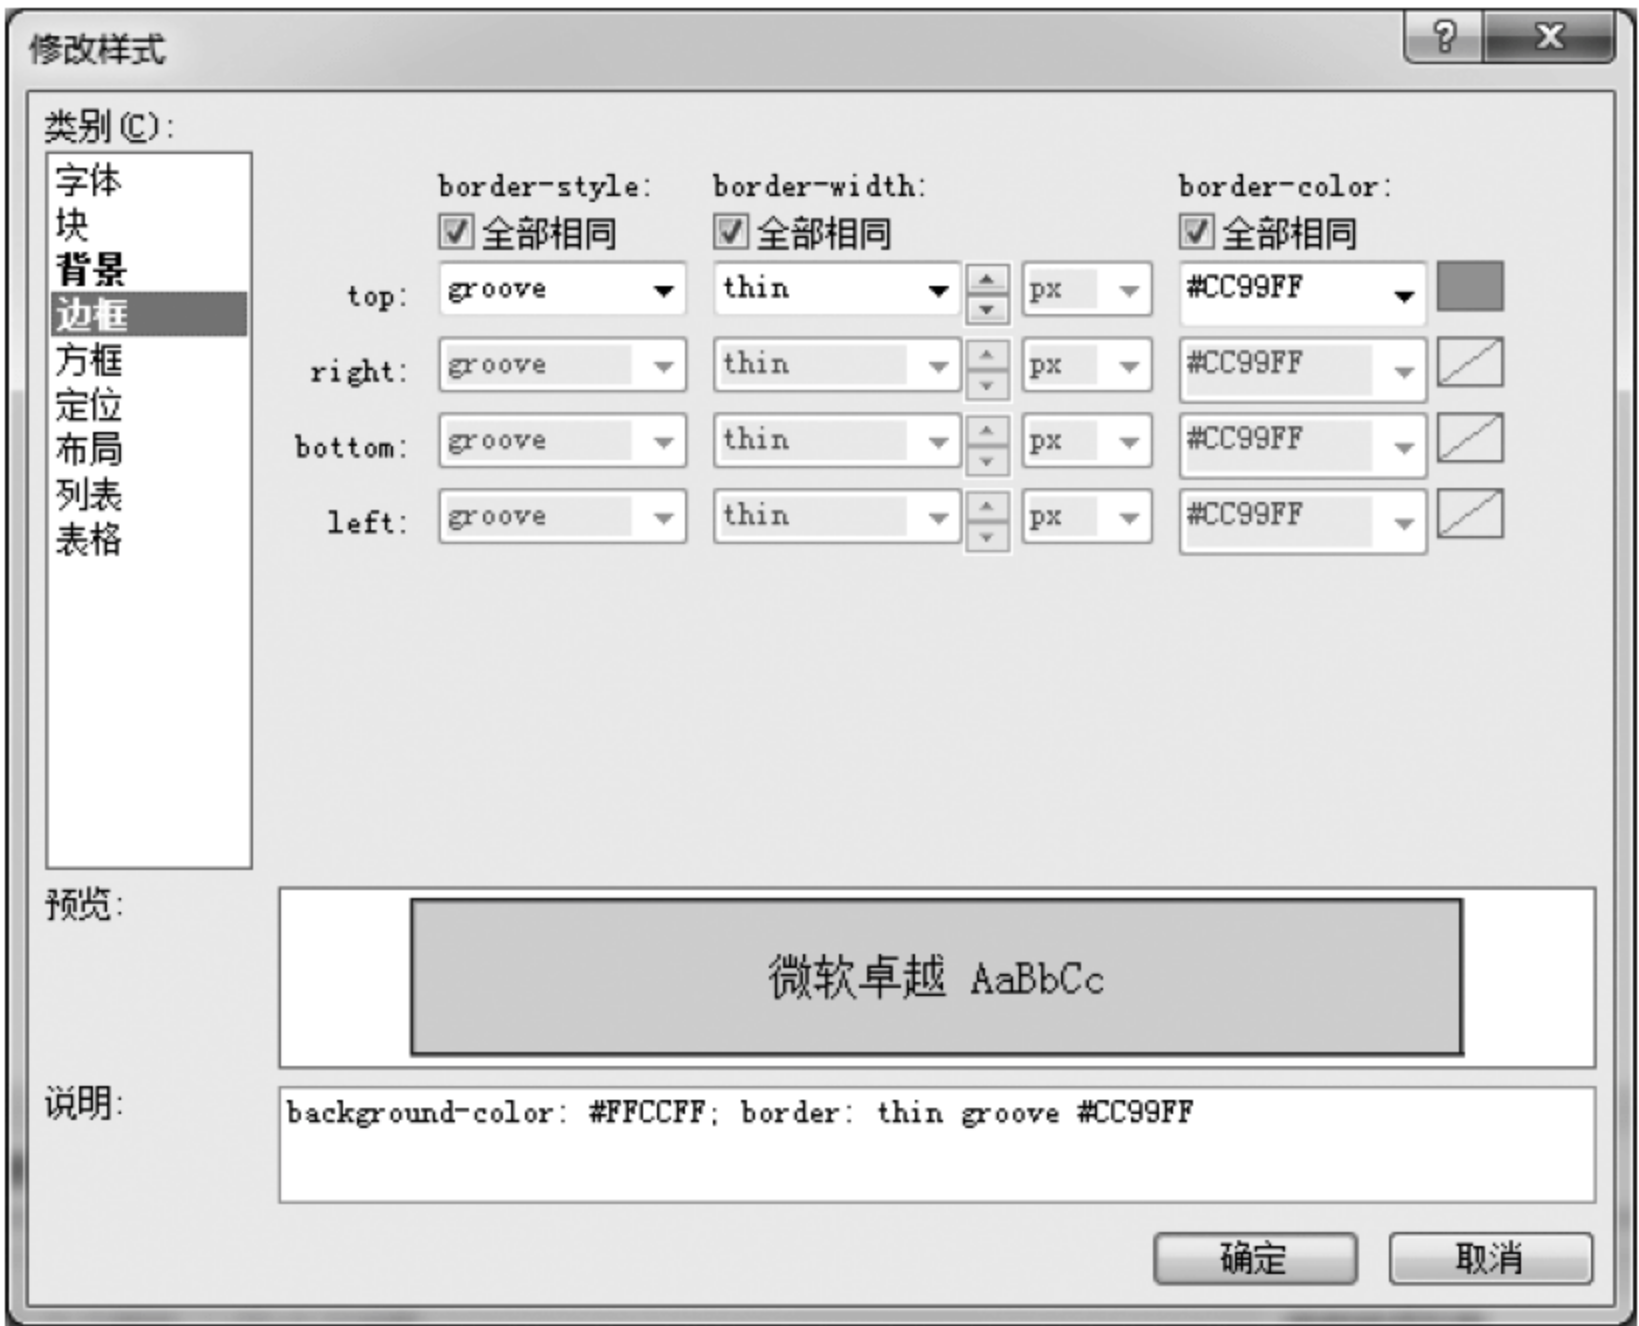 修改样式
类别(C):
字体
块
背景
边框
方框
定位
布局
列表
表格
border-style: border-width: border-color:
全部相同 全部相同 全部相同
top: groove thin px #CC99FF
right: groove thin px #CC99FF
bottom: groove thin px #CC99FF
left: groove thin px #CC99FF
预览:
微软卓越 AaBbCc
说明:
background-color: #FFCCFF; border: thin groove #CC99FF
确定 取消